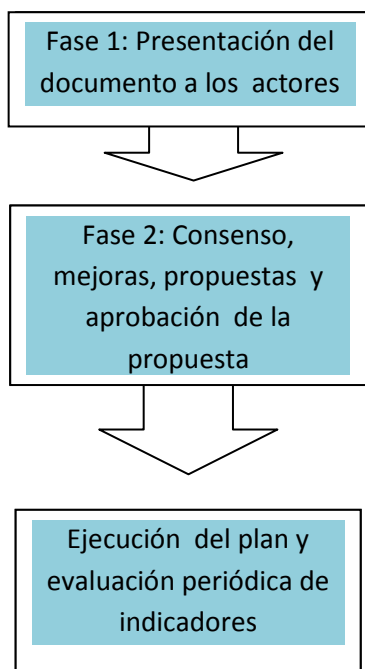 Fase 1: Presentación del
documento a los actores
Fase 2: Consenso,
mejoras, propuestas y
aprobación de la
propuesta
Ejecución del plan y
evaluación periódica de
indicadores